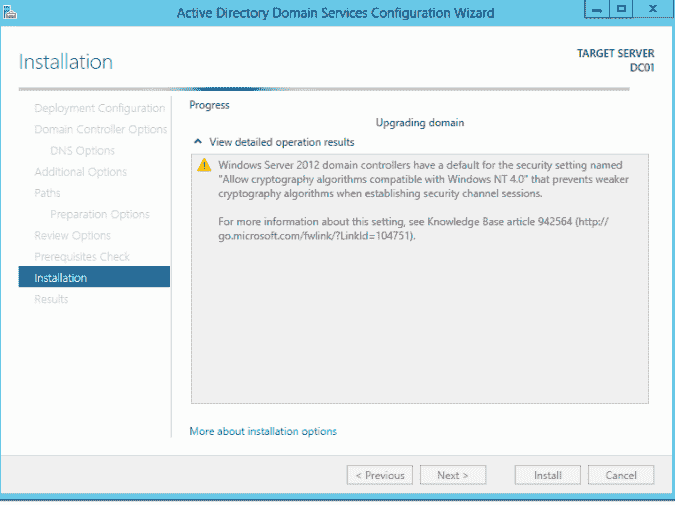 Active Directory Domain Services Configuration Wizard
Installation
TARGET SERVER
DC01
Deployment Configuration
Domain Controller Options
DNS Options
Additional Options
Paths
Preparation Options
Review Options
Prerequisites Check
Installation
Results
Progress
Upgrading domain
View detailed operation results
Windows Server 2012 domain controllers have a default for the security setting named
"Allow cryptography algorithms compatible with Windows NT 4.0" that prevents weaker
cryptography algorithms when establishing security channel sessions.
For more information about this setting, see Knowledge Base article 942564 (http://
go.microsoft.com/fwlink/?LinkId=104751).
More about installation options
< Previous
Next >
Install
Cancel